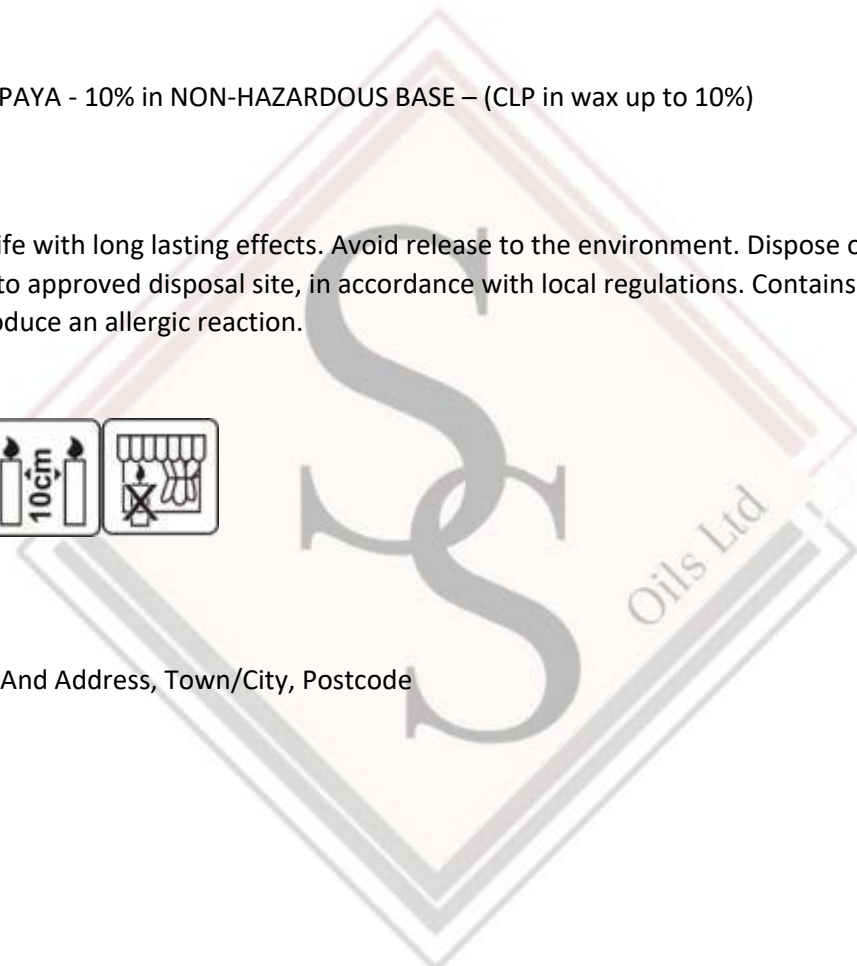 PAYA - 10% in NON-HAZARDOUS BASE – (CLP in wax up to 10%)
ife with long lasting effects. Avoid release to the environment. Dispose o
to approved disposal site, in accordance with local regulations. Contains
oduce an allergic reaction.
10cm
SS
Oils Ltd
And Address, Town/City, Postcode